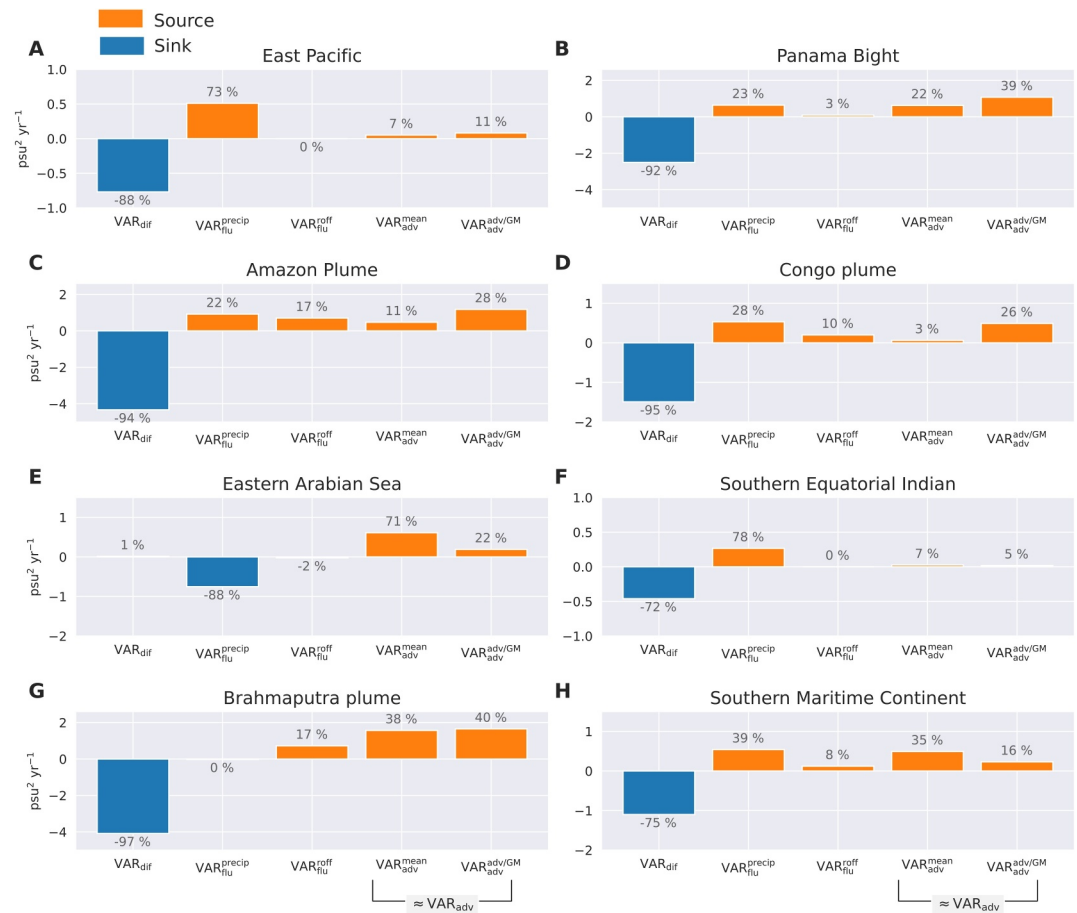 Source
Sink
A
East Pacific
psu² yr⁻¹
1.0
0.5
0.0
−0.5
−1.0
-88 %
73 %
0 %
7 %
11 %
VAR_dif
VAR_flu^precip
VAR_flu^roff
VAR_adv^mean
VAR_adv^adv/GM
B
Panama Bight
2
0
−2
−4
-92 %
23 %
3 %
22 %
39 %
VAR_dif
VAR_flu^precip
VAR_flu^roff
VAR_adv^mean
VAR_adv^adv/GM
C
Amazon Plume
psu² yr⁻¹
2
0
−2
−4
-94 %
22 %
17 %
11 %
28 %
VAR_dif
VAR_flu^precip
VAR_flu^roff
VAR_adv^mean
VAR_adv^adv/GM
D
Congo plume
1
0
−1
−2
-95 %
28 %
10 %
3 %
26 %
VAR_dif
VAR_flu^precip
VAR_flu^roff
VAR_adv^mean
VAR_adv^adv/GM
E
Eastern Arabian Sea
psu² yr⁻¹
1
0
−1
−2
1 %
-88 %
-2 %
71 %
22 %
VAR_dif
VAR_flu^precip
VAR_flu^roff
VAR_adv^mean
VAR_adv^adv/GM
F
Southern Equatorial Indian
1.0
0.5
0.0
−0.5
−1.0
-72 %
78 %
0 %
7 %
5 %
VAR_dif
VAR_flu^precip
VAR_flu^roff
VAR_adv^mean
VAR_adv^adv/GM
G
Brahmaputra plume
psu² yr⁻¹
2
0
−2
−4
-97 %
0 %
17 %
38 %
40 %
VAR_dif
VAR_flu^precip
VAR_flu^roff
VAR_adv^mean
VAR_adv^adv/GM
≈ VAR_adv
H
Southern Maritime Continent
1
0
−1
−2
-75 %
39 %
8 %
35 %
16 %
VAR_dif
VAR_flu^precip
VAR_flu^roff
VAR_adv^mean
VAR_adv^adv/GM
≈ VAR_adv